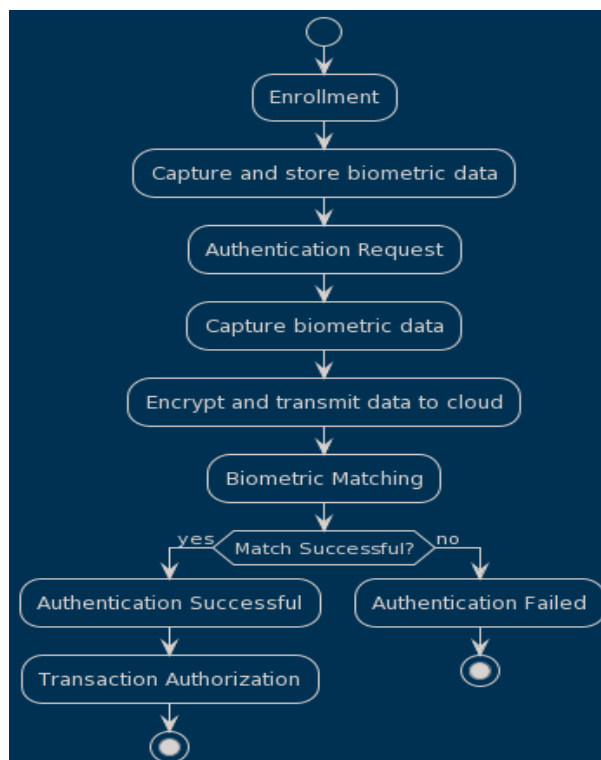 Enrollment
Capture and store biometric data
Authentication Request
Capture biometric data
Encrypt and transmit data to cloud
Biometric Matching
yes
Match Successful?
no
Authentication Successful
Authentication Failed
Transaction Authorization